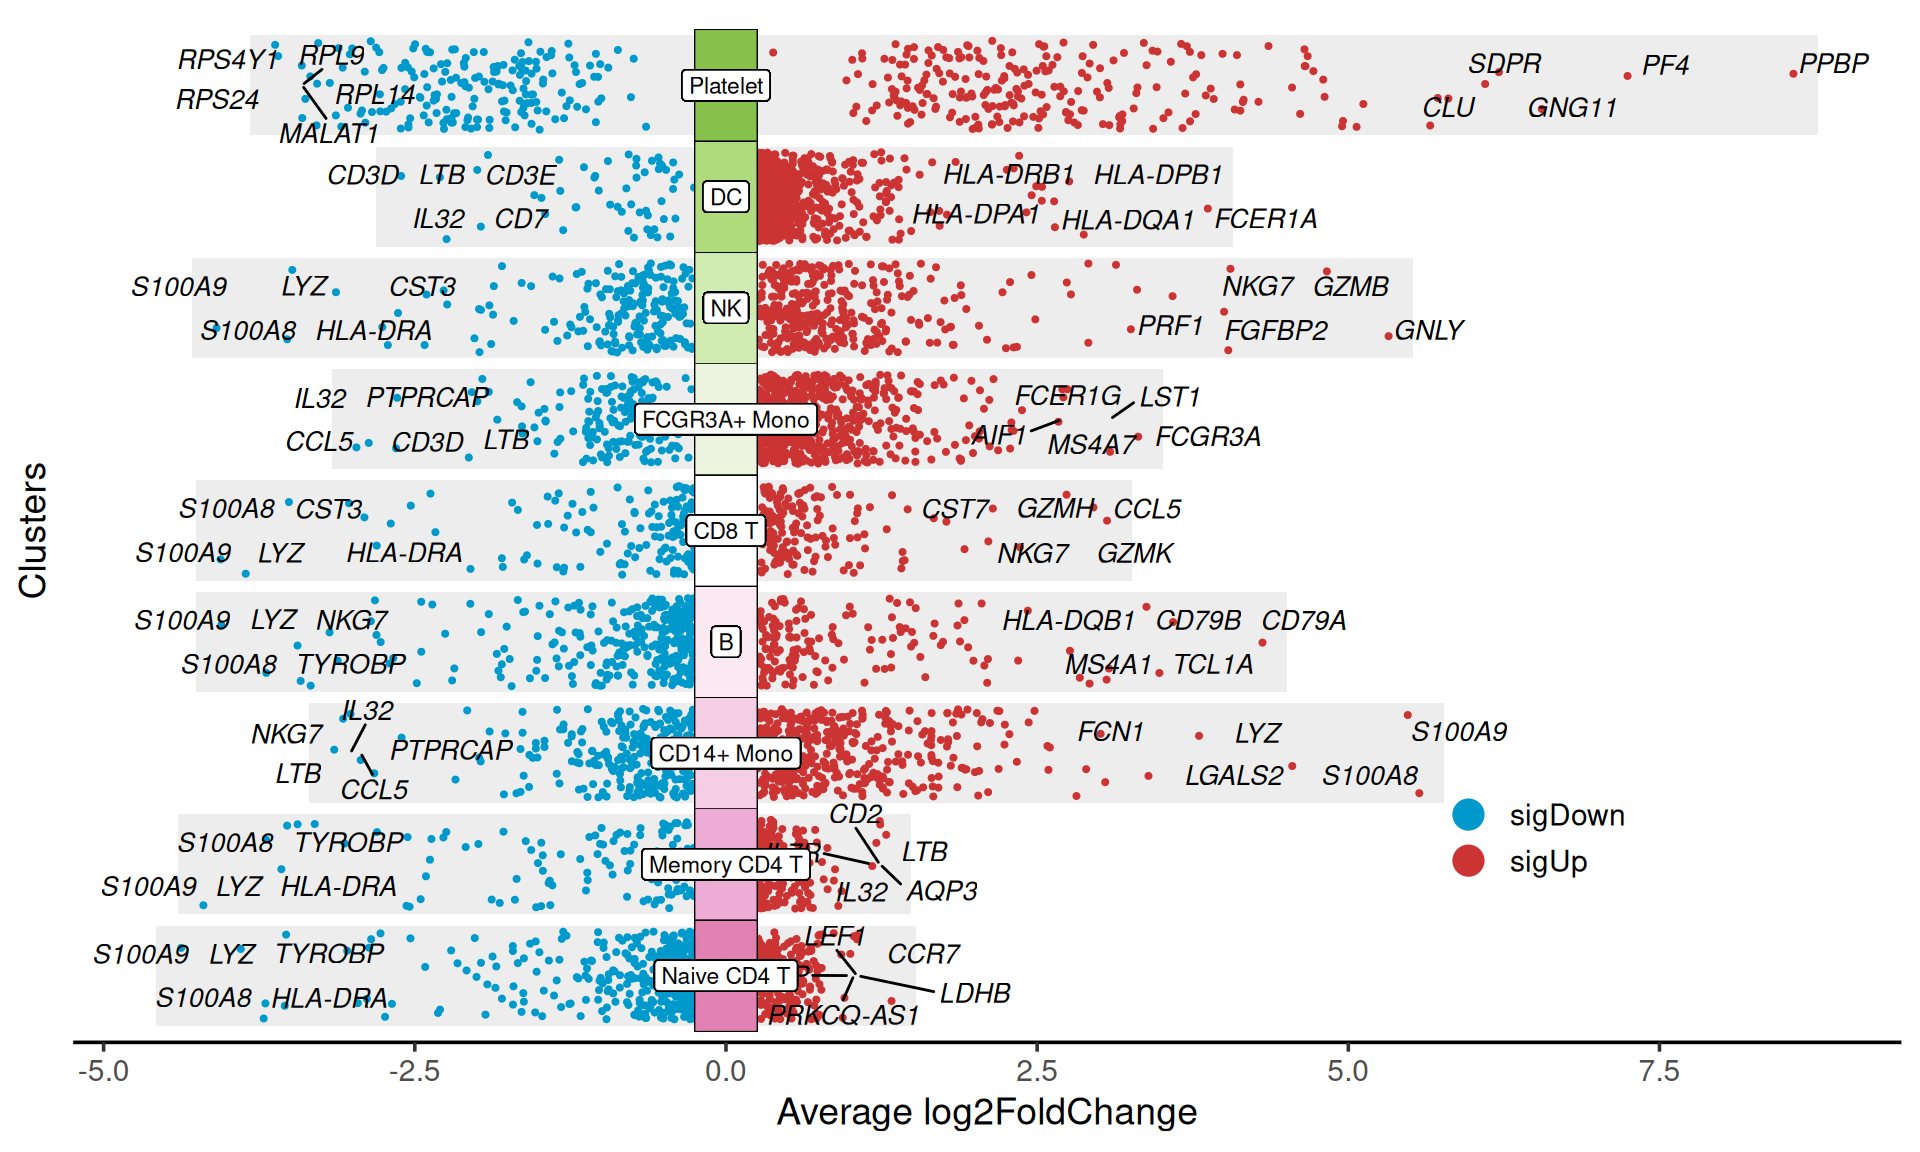 RPS4Y1 RPL9 SDPR PF4 PPBP
Platelet
RPS24 RPL14 CLU GNG11
MALAT1
CD3D LTB CD3E HLA-DRB1 HLA-DPB1
DC
IL32 CD7 HLA-DPA1 HLA-DQA1 FCER1A
S100A9 LYZ CST3 NKG7 GZMB
NK
S100A8 HLA-DRA PRF1 FGFBP2 GNLY
IL32 PTPRCAP FCER1G LST1
FCGR3A+ Mono
CCL5 CD3D LTB AIF1 MS4A7 FCGR3A
S100A8 CST3 CST7 GZMH CCL5
CD8 T
S100A9 LYZ HLA-DRA NKG7 GZMK
S100A9 LYZ NKG7 HLA-DQB1 CD79B CD79A
B
S100A8 TYROBP MS4A1 TCL1A
IL32
NKG7 PTPRCAP FCN1 LYZ S100A9
CD14+ Mono
LTB CCL5 LGALS2 S100A8
CD2
S100A8 TYROBP LTB
Memory CD4 T
S100A9 LYZ HLA-DRA IL32 AQP3
LEF1
S100A9 LYZ TYROBP CCR7
Naive CD4 T
S100A8 HLA-DRA LDHB
PRKCQ-AS1
Clusters
sigDown
sigUp
-5.0 -2.5 0.0 2.5 5.0 7.5
Average log2FoldChange